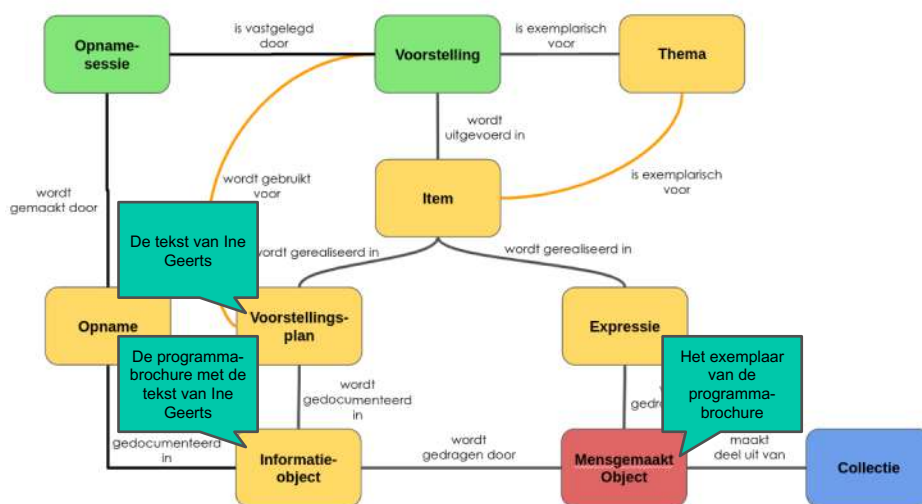 Opname-
sessie
is vastgelegd
door
Voorstelling
is exemplarisch
voor
Thema
wordt
uitgevoerd in
wordt gebruikt
voor
is exemplarisch
voor
wordt
gemaakt door
Item
De tekst van Ine
Geerts
wordt gerealiseerd in
wordt gerealiseerd in
Opname
Voorstellings-
plan
Expressie
De programma-
brochure met de
tekst van Ine
Geerts
wordt
gedocumenteerd
in
Het exemplaar
van de
programma-
brochure
gedocumenteerd
in
Informatie-
object
wordt
gedragen door
Mensgemaakt
Object
maakt
deel uit van
Collectie